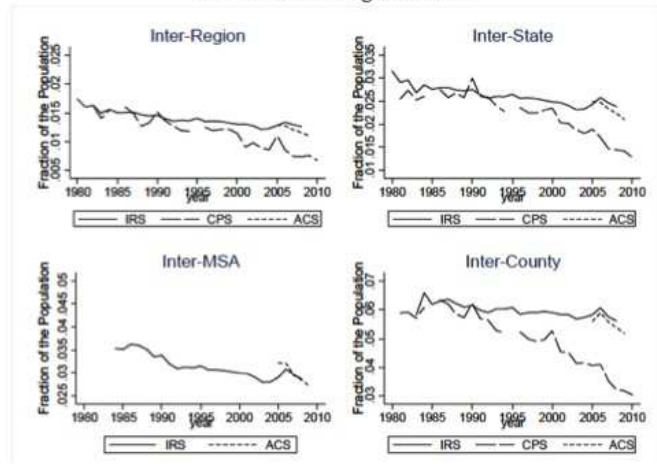 Inter-Region
Fraction of the Population
.005 .01 .015 .02 .025
1980 1985 1990 1995 2000 2005 2010
year
IRS CPS ACS
Inter-State
Fraction of the Population
.01 .015 .02 .025 .03 .035
1980 1985 1990 1995 2000 2005 2010
year
IRS CPS ACS
Inter-MSA
Fraction of the Population
.025 .03 .035 .04 .045 .05
1980 1985 1990 1995 2000 2005 2010
year
IRS ACS
Inter-County
Fraction of the Population
.03 .04 .05 .06 .07
1980 1985 1990 1995 2000 2005 2010
year
IRS CPS ACS